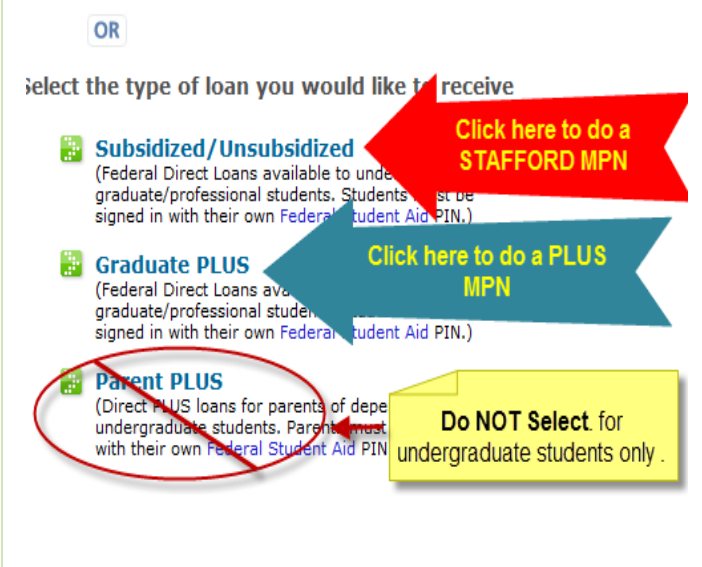 OR
Select the type of loan you would like to receive
Click here to do a
STAFFORD MPN
Subsidized/Unsubsidized
(Federal Direct Loans available to unde
graduate/professional students. Students must be
signed in with their own Federal Student Aid PIN.)
Click here to do a PLUS
MPN
Graduate PLUS
(Federal Direct Loans ava
graduate/professional studen
signed in with their own Federal Student Aid PIN.)
Parent PLUS
(Direct PLUS loans for parents of depe
undergraduate students. Parents must
with their own Federal Student Aid PIN
Do NOT Select. for
undergraduate students only .